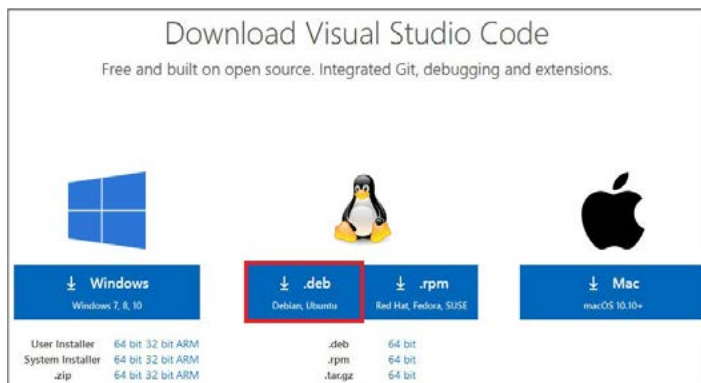 Download Visual Studio Code
Free and built on open source. Integrated Git, debugging and extensions.
↓ Windows
Windows 7, 8, 10
↓ .deb
Debian, Ubuntu
↓ .rpm
Red Hat, Fedora, SUSE
↓ Mac
macOS 10.10+
User Installer 64 bit 32 bit ARM
System Installer 64 bit 32 bit ARM
.zip 64 bit 32 bit ARM
.deb 64 bit
.rpm 64 bit
.tar.gz 64 bit